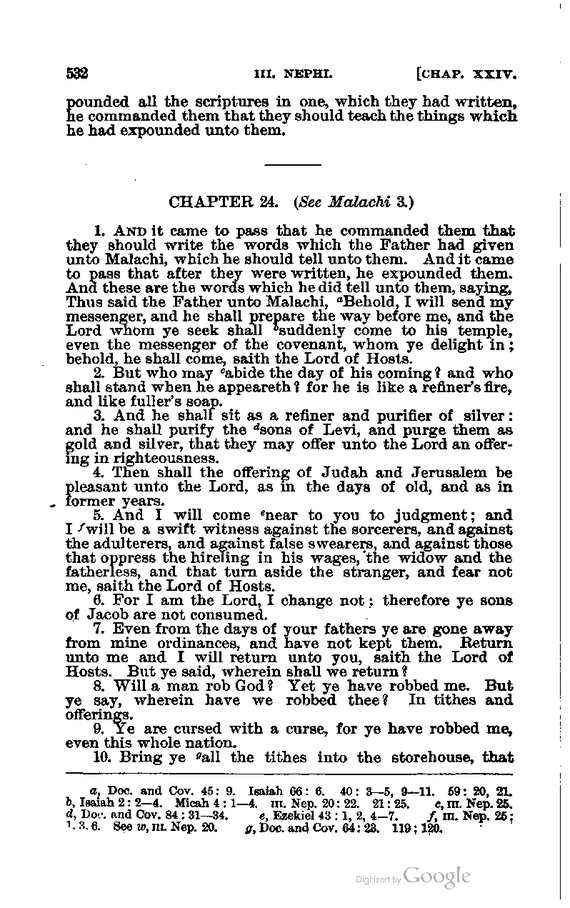 532 III. NEPHI. [CHAP. XXIV.
pounded all the scriptures in one, which they had written,
he commanded them that they should teach the things which
he had expounded unto them.
CHAPTER 24. (See Malachi 3.)
1. AND it came to pass that he commanded them that
they should write the words which the Father had given
unto Malachi, which he should tell unto them. And it came
to pass that after they were written, he expounded them.
And these are the words which he did tell unto them, saying,
Thus said the Father unto Malachi, aBehold, I will send my
messenger, and he shall prepare the way before me, and the
Lord whom ye seek shall bsuddenly come to his temple,
even the messenger of the covenant, whom ye delight in;
behold, he shall come, saith the Lord of Hosts.
2. But who may cabide the day of his coming? and who
shall stand when he appeareth? for he is like a refiner's fire,
and like fuller's soap.
3. And he shall sit as a refiner and purifier of silver:
and he shall purify the dsons of Levi, and purge them as
gold and silver, that they may offer unto the Lord an offer-
ing in righteousness.
4. Then shall the offering of Judah and Jerusalem be
pleasant unto the Lord, as in the days of old, and as in
former years.
5. And I will come enear to you to judgment; and
I fwill be a swift witness against the sorcerers, and against
the adulterers, and against false swearers, and against those
that oppress the hireling in his wages, the widow and the
fatherless, and that turn aside the stranger, and fear not
me, saith the Lord of Hosts.
6. For I am the Lord, I change not; therefore ye sons
of Jacob are not consumed.
7. Even from the days of your fathers ye are gone away
from mine ordinances, and have not kept them. Return
unto me and I will return unto you, saith the Lord of
Hosts. But ye said, wherein shall we return?
8. Will a man rob God? Yet ye have robbed me. But
ye say, wherein have we robbed thee? In tithes and
offerings.
9. Ye are cursed with a curse, for ye have robbed me,
even this whole nation.
10. Bring ye gall the tithes into the storehouse, that
a, Doc. and Cov. 45: 9. Isaiah 66: 6. 40: 3—5, 9—11. 59: 20, 21.
b, Isaiah 2: 2—4. Micah 4: 1—4. III. Nep. 20: 22. 21: 25. c, III. Nep. 25.
d, Doc. and Cov. 84: 31—34. e, Ezekiel 43: 1, 2, 4—7. f, III. Nep. 25;
1, 3, 6. See w, III. Nep. 20. g, Doc. and Cov. 64: 23. 119; 120.
Digitized by Google